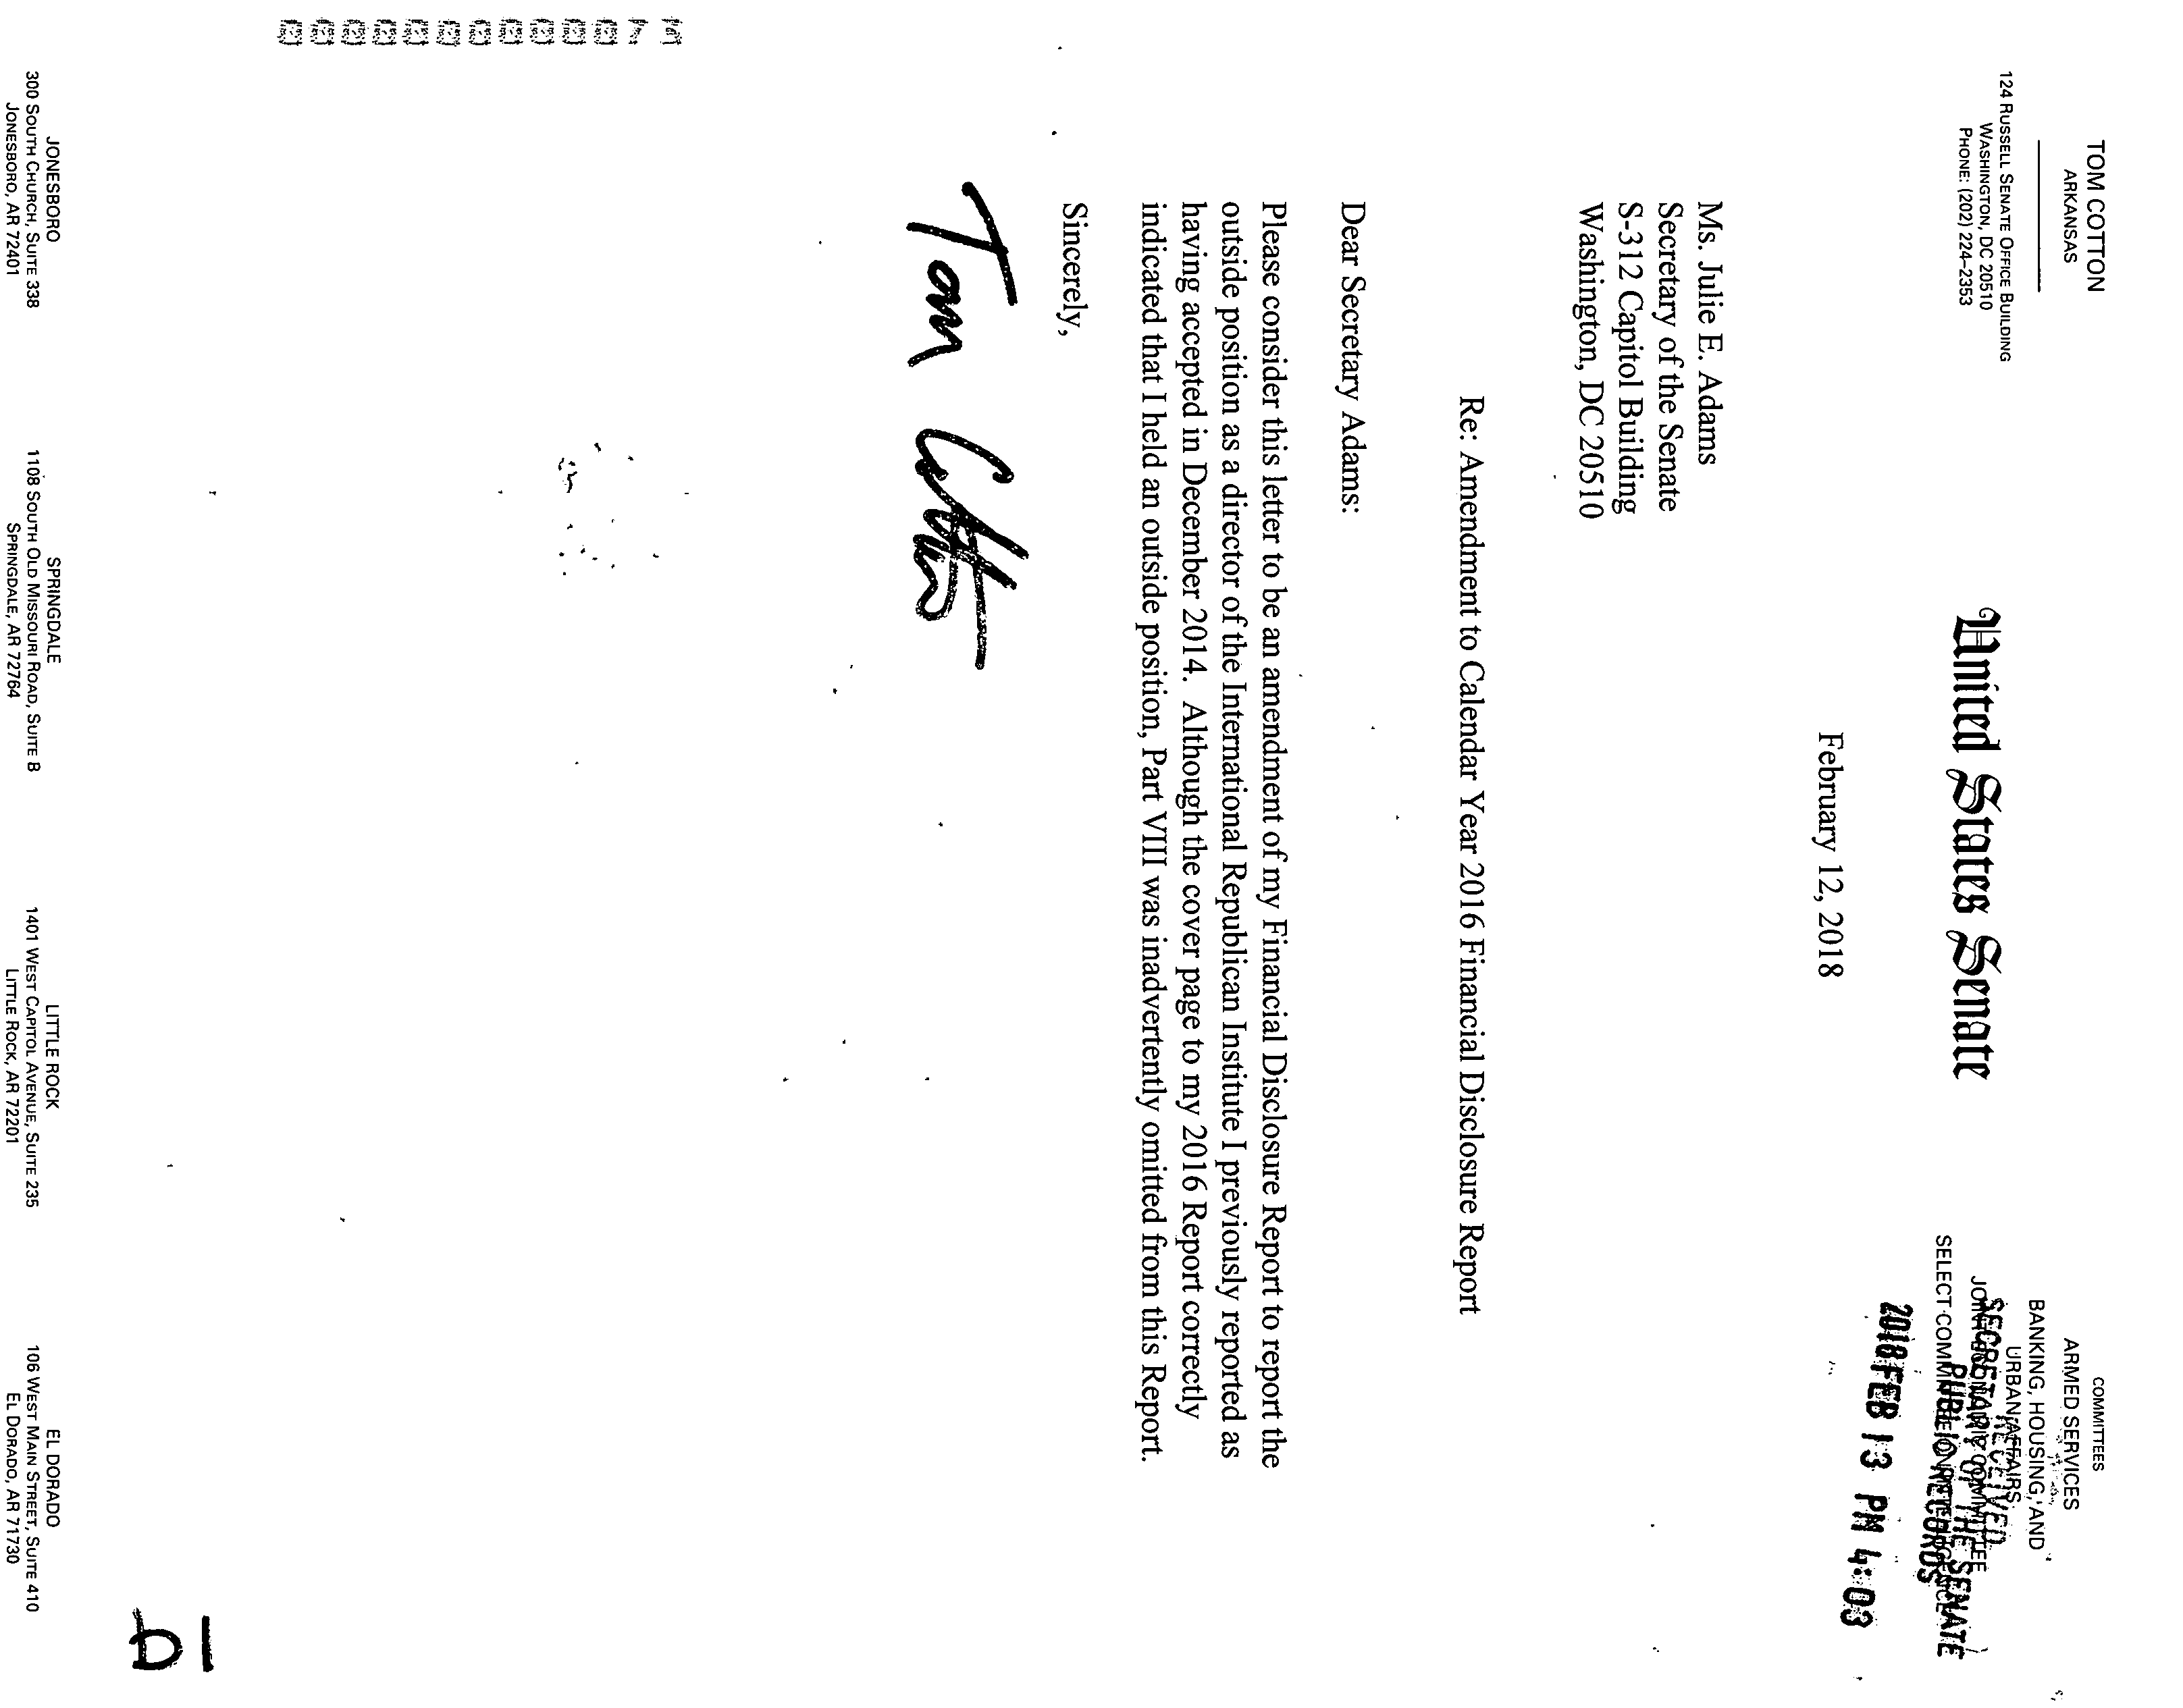 TOM COTTON
ARKANSAS
124 RUSSELL SENATE OFFICE BUILDING
WASHINGTON, DC 20510
PHONE: (202) 224–2353
United States Senate
COMMITTEES
ARMED SERVICES
BANKING, HOUSING, AND
URBAN AFFAIRS
JOINT ECONOMIC COMMITTEE
SELECT COMMITTEE ON INTELLIGENCE
RECEIVED
SECRETARY OF THE SENATE
PUBLIC RECORDS
2018 FEB 13 PM 4:03
February 12, 2018
Ms. Julie E. Adams
Secretary of the Senate
S-312 Capitol Building
Washington, DC 20510
Re: Amendment to Calendar Year 2016 Financial Disclosure Report
Dear Secretary Adams:
Please consider this letter to be an amendment of my Financial Disclosure Report to report the
outside position as a director of the International Republican Institute I previously reported as
having accepted in December 2014. Although the cover page to my 2016 Report correctly
indicated that I held an outside position, Part VIII was inadvertently omitted from this Report.
Sincerely,
Tom Cotton
JONESBORO
300 SOUTH CHURCH, SUITE 338
JONESBORO, AR 72401
SPRINGDALE
1108 SOUTH OLD MISSOURI ROAD, SUITE B
SPRINGDALE, AR 72764
LITTLE ROCK
1401 WEST CAPITOL AVENUE, SUITE 235
LITTLE ROCK, AR 72201
EL DORADO
106 WEST MAIN STREET, SUITE 410
EL DORADO, AR 71730